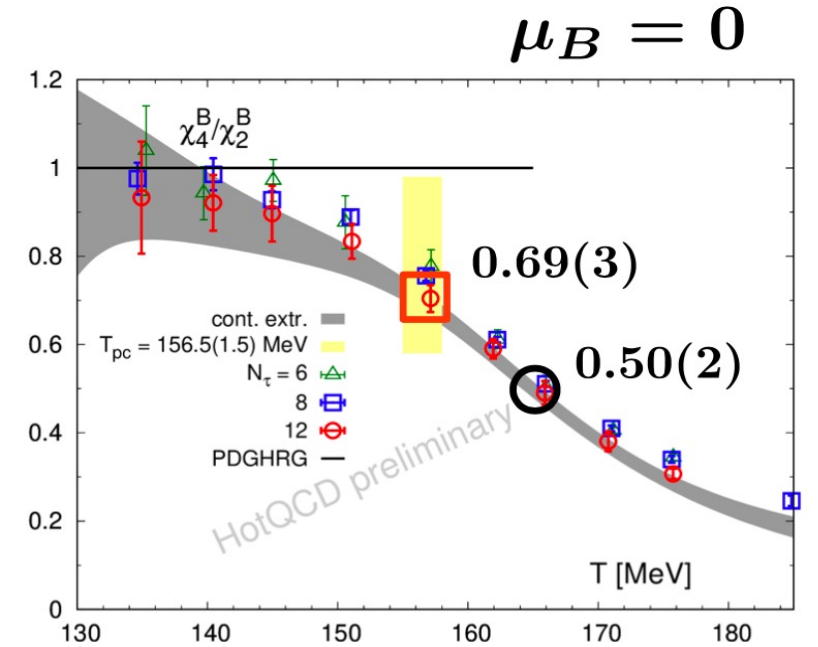 μ_B = 0
1.2
χ₄ᴮ/χ₂ᴮ
1
0.8
0.69(3)
cont. extr.
T_pc = 156.5(1.5) MeV
0.6
0.50(2)
N_τ = 6
8
0.4
12
PDGHRG
HotQCD preliminary
0.2
T [MeV]
0
130 140 150 160 170 180